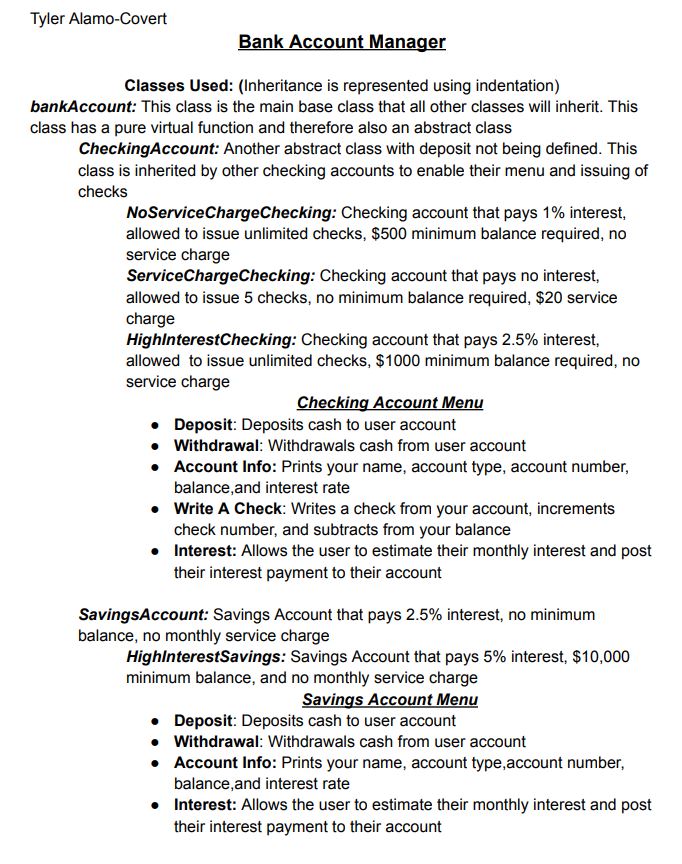 Tyler Alamo-Covert
Bank Account Manager
Classes Used: (Inheritance is represented using indentation)
bankAccount: This class is the main base class that all other classes will inherit. This
class has a pure virtual function and therefore also an abstract class
CheckingAccount: Another abstract class with deposit not being defined. This
class is inherited by other checking accounts to enable their menu and issuing of
checks
NoServiceChargeChecking: Checking account that pays 1% interest,
allowed to issue unlimited checks, $500 minimum balance required, no
service charge
ServiceChargeChecking: Checking account that pays no interest,
allowed to issue 5 checks, no minimum balance required, $20 service
charge
HighInterestChecking: Checking account that pays 2.5% interest,
allowed  to issue unlimited checks, $1000 minimum balance required, no
service charge
Checking Account Menu
● Deposit: Deposits cash to user account
● Withdrawal: Withdrawals cash from user account
● Account Info: Prints your name, account type, account number,
balance,and interest rate
● Write A Check: Writes a check from your account, increments
check number, and subtracts from your balance
● Interest: Allows the user to estimate their monthly interest and post
their interest payment to their account
SavingsAccount: Savings Account that pays 2.5% interest, no minimum
balance, no monthly service charge
HighInterestSavings: Savings Account that pays 5% interest, $10,000
minimum balance, and no monthly service charge
Savings Account Menu
● Deposit: Deposits cash to user account
● Withdrawal: Withdrawals cash from user account
● Account Info: Prints your name, account type,account number,
balance,and interest rate
● Interest: Allows the user to estimate their monthly interest and post
their interest payment to their account